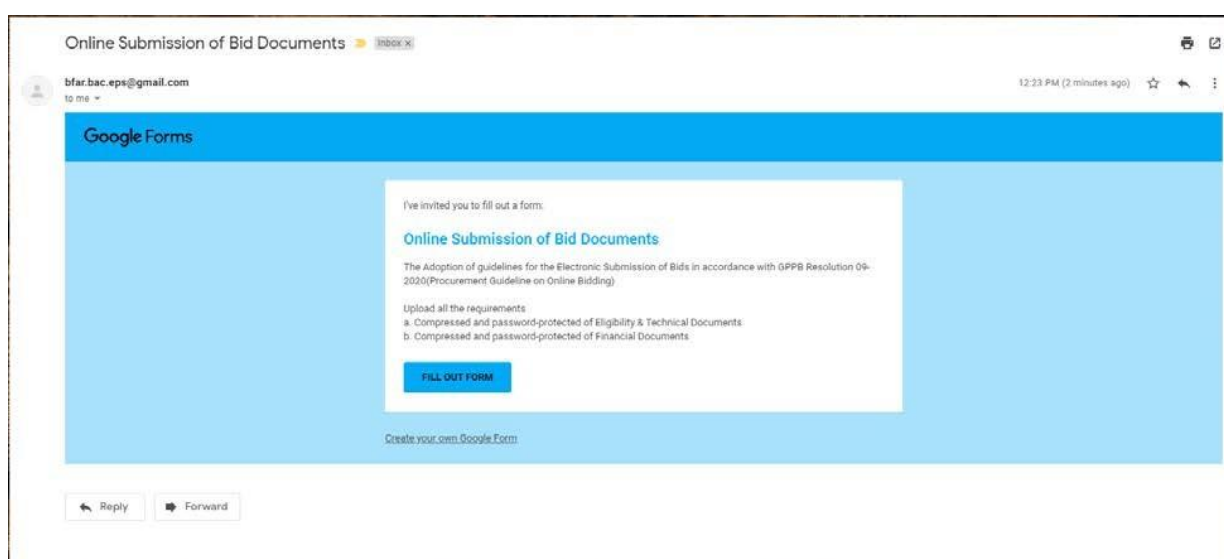 Online Submission of Bid Documents Inbox x
bfar.bac.eps@gmail.com 12:23 PM (2 minutes ago)
to me
Google Forms
I've invited you to fill out a form:
Online Submission of Bid Documents
The Adoption of guidelines for the Electronic Submission of Bids in accordance with GPPB Resolution 09-
2020(Procurement Guideline on Online Bidding)
Upload all the requirements
a. Compressed and password-protected of Eligibility & Technical Documents
b. Compressed and password-protected of Financial Documents
FILL OUT FORM
Create your own Google Form
Reply Forward